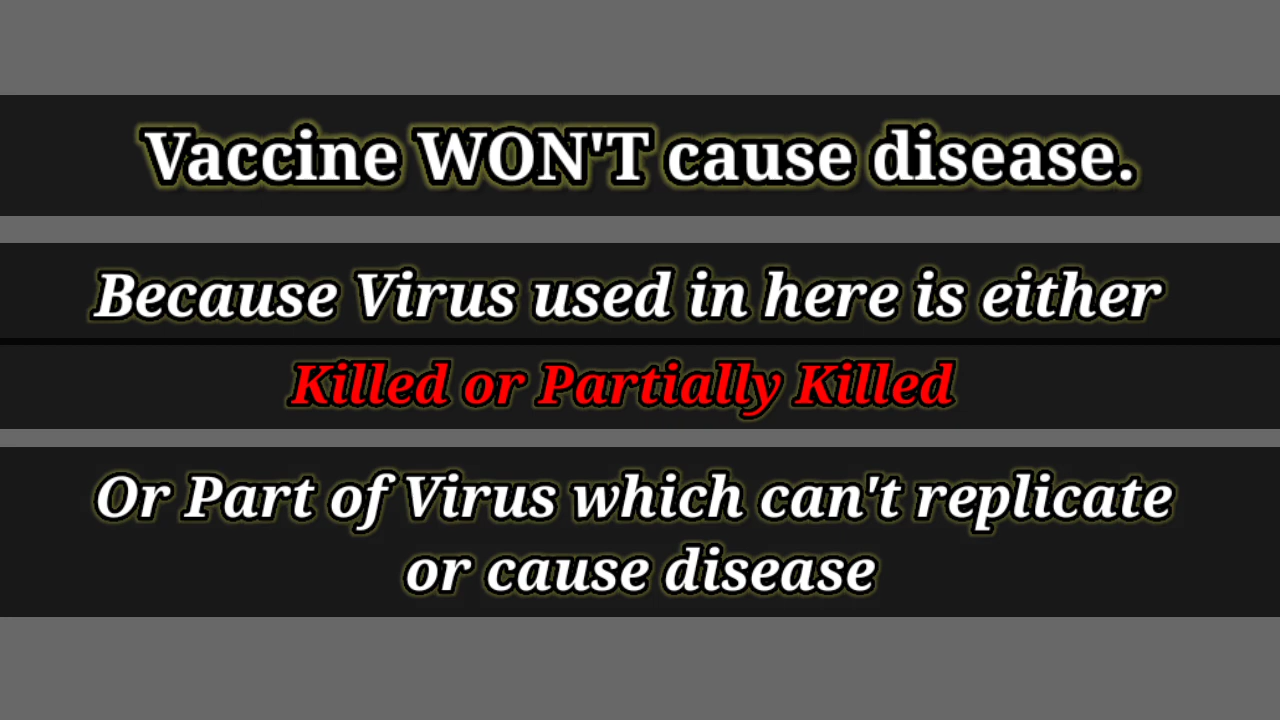 Vaccine WON'T cause disease.
Because Virus used in here is either
Killed or Partially Killed
Or Part of Virus which can't replicate
or cause disease